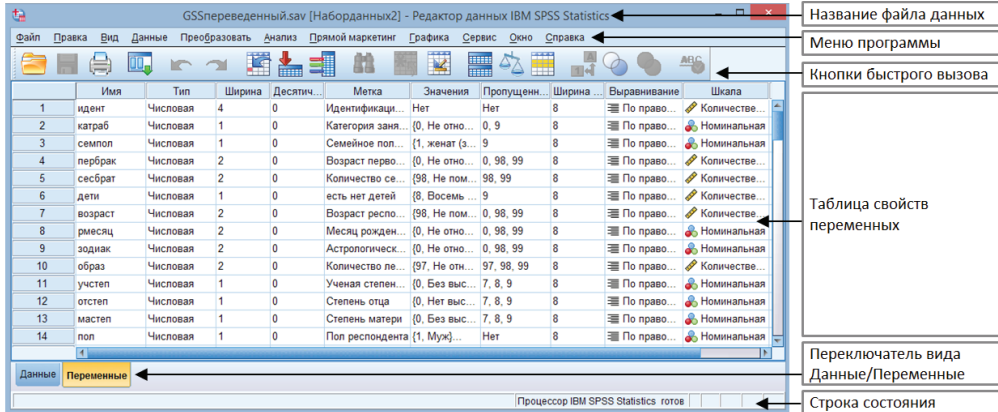 GSSпереведенный.sav [Наборданных2] - Редактор данных IBM SPSS Statistics
Название файла данных
Файл Правка Вид Данные Преобразовать Анализ Прямой маркетинг Графика Сервис Окно Справка
Меню программы
Кнопки быстрого вызова
Имя Тип Ширина Десятич... Метка Значения Пропущенн... Ширина ... Выравнивание Шкала
1 идент Числовая 4 0 Идентификаци... Нет Нет 8 По право... Количестве...
2 катраб Числовая 1 0 Категория заня... {0, Не отно... 0, 9 8 По право... Номинальная
3 семпол Числовая 1 0 Семейное пол... {1, женат (з... 9 8 По право... Номинальная
4 пербрак Числовая 2 0 Возраст перво... {0, Не отно... 0, 98, 99 8 По право... Количестве...
5 сесбрат Числовая 2 0 Количество се... {98, Не пом... 98, 99 8 По право... Количестве...
6 дети Числовая 1 0 есть нет детей {8, Восемь ... 9 8 По право... Количестве...
7 возраст Числовая 2 0 Возраст респо... {98, Не пом... 0, 98, 99 8 По право... Количестве...
8 рмесяц Числовая 2 0 Месяц рожден... {0, Не отно... 0, 98, 99 8 По право... Номинальная
9 зодиак Числовая 2 0 Астрологическ... {0, Не отно... 0, 98, 99 8 По право... Номинальная
10 образ Числовая 2 0 Количество ле... {97, Не отн... 97, 98, 99 8 По право... Количестве...
11 учстеп Числовая 1 0 Ученая степен... {0, Без выс... 7, 8, 9 8 По право... Номинальная
12 отстеп Числовая 1 0 Степень отца {0, Нет выс... 7, 8, 9 8 По право... Номинальная
13 мастеп Числовая 1 0 Степень матери {0, Без выс... 7, 8, 9 8 По право... Номинальная
14 пол Числовая 1 0 Пол респондента {1, Муж}... Нет 8 По право... Номинальная
Таблица свойств
переменных
Данные Переменные
Переключатель вида
Данные/Переменные
Процессор IBM SPSS Statistics готов
Строка состояния